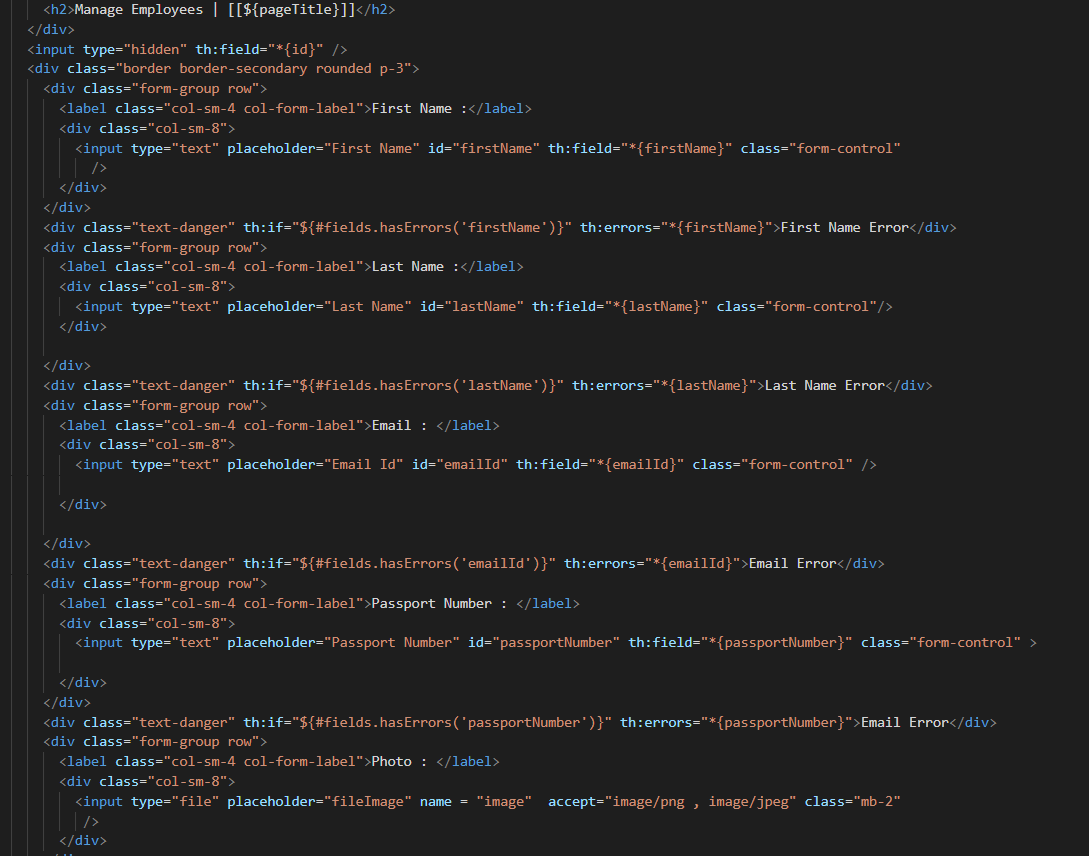 <h2>Manage Employees | [[${pageTitle}]]</h2>
</div>
<input type="hidden" th:field="*{id}" />
<div class="border border-secondary rounded p-3">
<div class="form-group row">
<label class="col-sm-4 col-form-label">First Name :</label>
<div class="col-sm-8">
<input type="text" placeholder="First Name" id="firstName" th:field="*{firstName}" class="form-control"
/>
</div>
</div>
<div class="text-danger" th:if="${#fields.hasErrors('firstName')}" th:errors="*{firstName}">First Name Error</div>
<div class="form-group row">
<label class="col-sm-4 col-form-label">Last Name :</label>
<div class="col-sm-8">
<input type="text" placeholder="Last Name" id="lastName" th:field="*{lastName}" class="form-control"/>
</div>
</div>
<div class="text-danger" th:if="${#fields.hasErrors('lastName')}" th:errors="*{lastName}">Last Name Error</div>
<div class="form-group row">
<label class="col-sm-4 col-form-label">Email : </label>
<div class="col-sm-8">
<input type="text" placeholder="Email Id" id="emailId" th:field="*{emailId}" class="form-control" />
</div>
</div>
<div class="text-danger" th:if="${#fields.hasErrors('emailId')}" th:errors="*{emailId}">Email Error</div>
<div class="form-group row">
<label class="col-sm-4 col-form-label">Passport Number : </label>
<div class="col-sm-8">
<input type="text" placeholder="Passport Number" id="passportNumber" th:field="*{passportNumber}" class="form-control" >
</div>
</div>
<div class="text-danger" th:if="${#fields.hasErrors('passportNumber')}" th:errors="*{passportNumber}">Email Error</div>
<div class="form-group row">
<label class="col-sm-4 col-form-label">Photo : </label>
<div class="col-sm-8">
<input type="file" placeholder="fileImage" name = "image"  accept="image/png , image/jpeg" class="mb-2"
/>
</div>